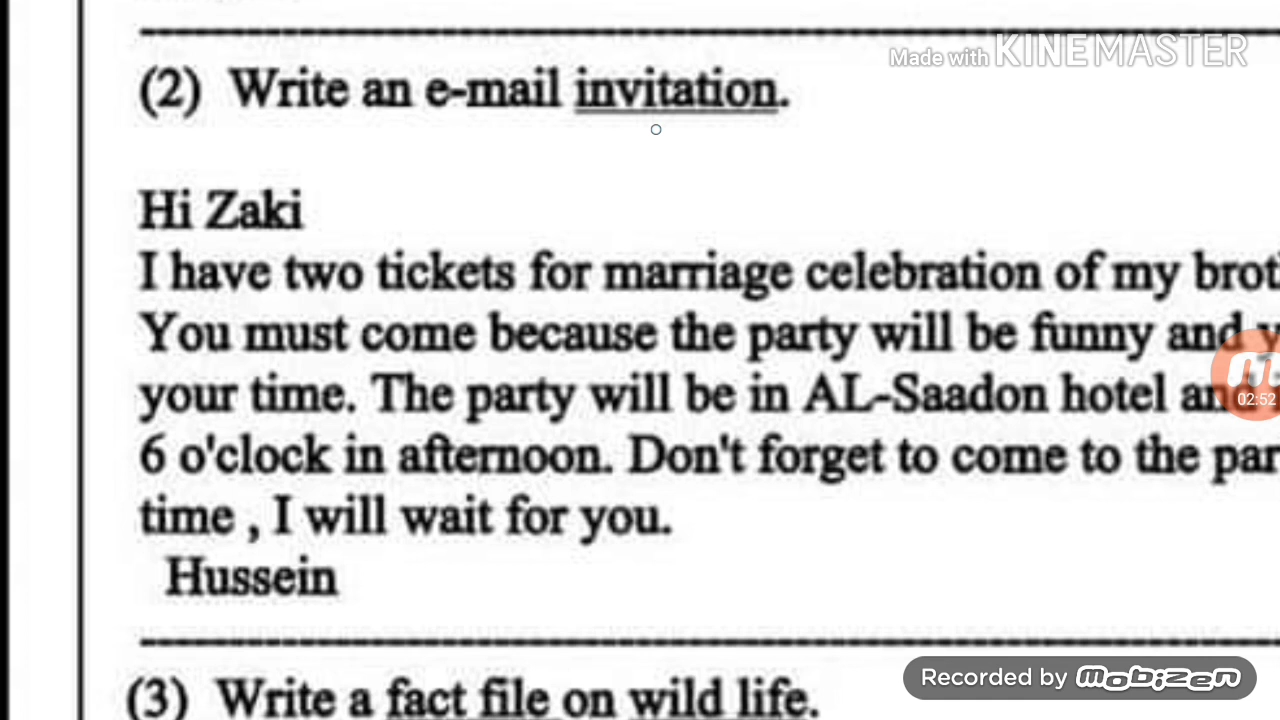 Made with KINEMASTER
(2) Write an e-mail invitation.
Hi Zaki
I have two tickets for marriage celebration of my
You must come because the party will be funny and
your time. The party will be in AL-Saadon hotel and
6 o'clock in afternoon. Don't forget to come to the
time , I will wait for you.
Hussein
02:52
(3) Write a fact file on wild life.
Recorded by mobizen